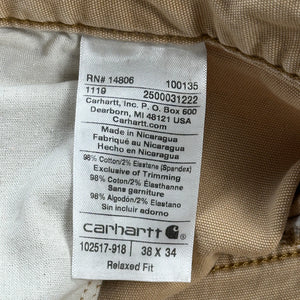 RN# 14806 100135
1119 2500031222
Carhartt, Inc. P. O. Box 600
Dearborn, MI 48121 USA
Carhartt.com
Made in Nicaragua
Fabriqué au Nicaragua
Hecho en Nicaragua
98% Cotton/2% Elastane (Spandex)
Exclusive of Trimming
98% Coton/2% Élasthanne
Sans garniture
98% Algodón/2% Elastano
Sin incluir adorno
carhartt
102517-918 38 X 34
Relaxed Fit